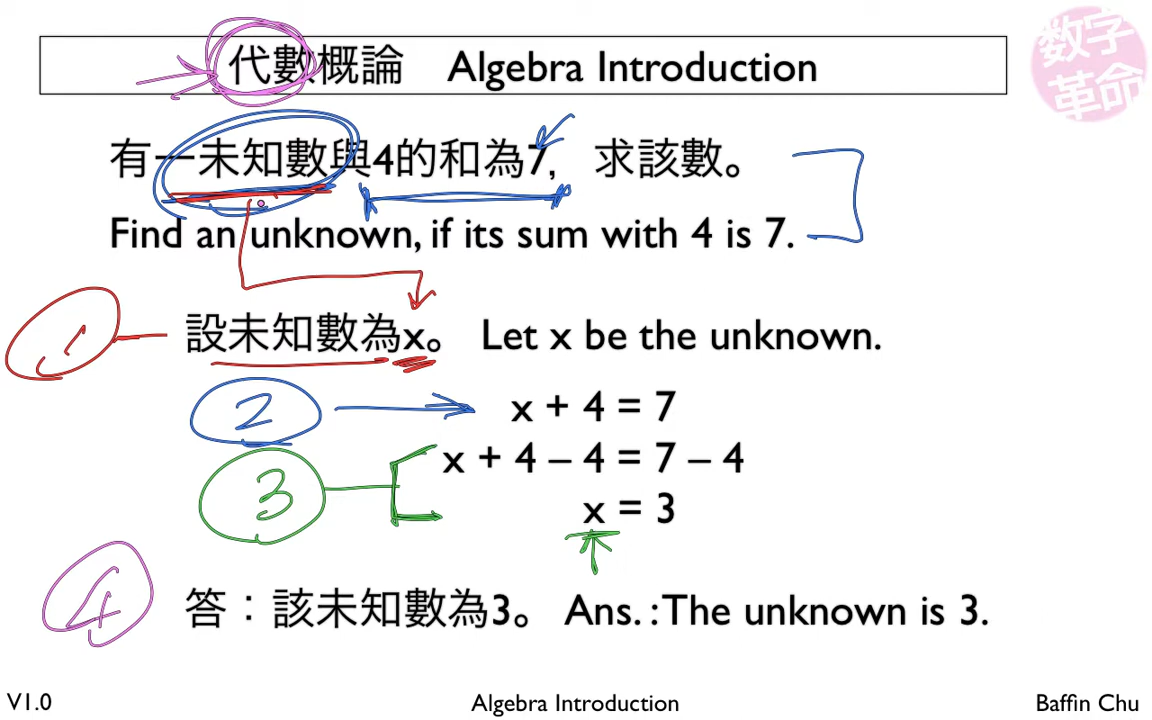 代數概論 Algebra Introduction
数字
革命
有一未知數與4的和為7, 求該數。
Find an unknown, if its sum with 4 is 7.
1
設未知數為x。 Let x be the unknown.
2 x + 4 = 7
3 x + 4 – 4 = 7 – 4
x = 3
4 答：該未知數為3。 Ans. : The unknown is 3.
V1.0 Algebra Introduction Baffin Chu